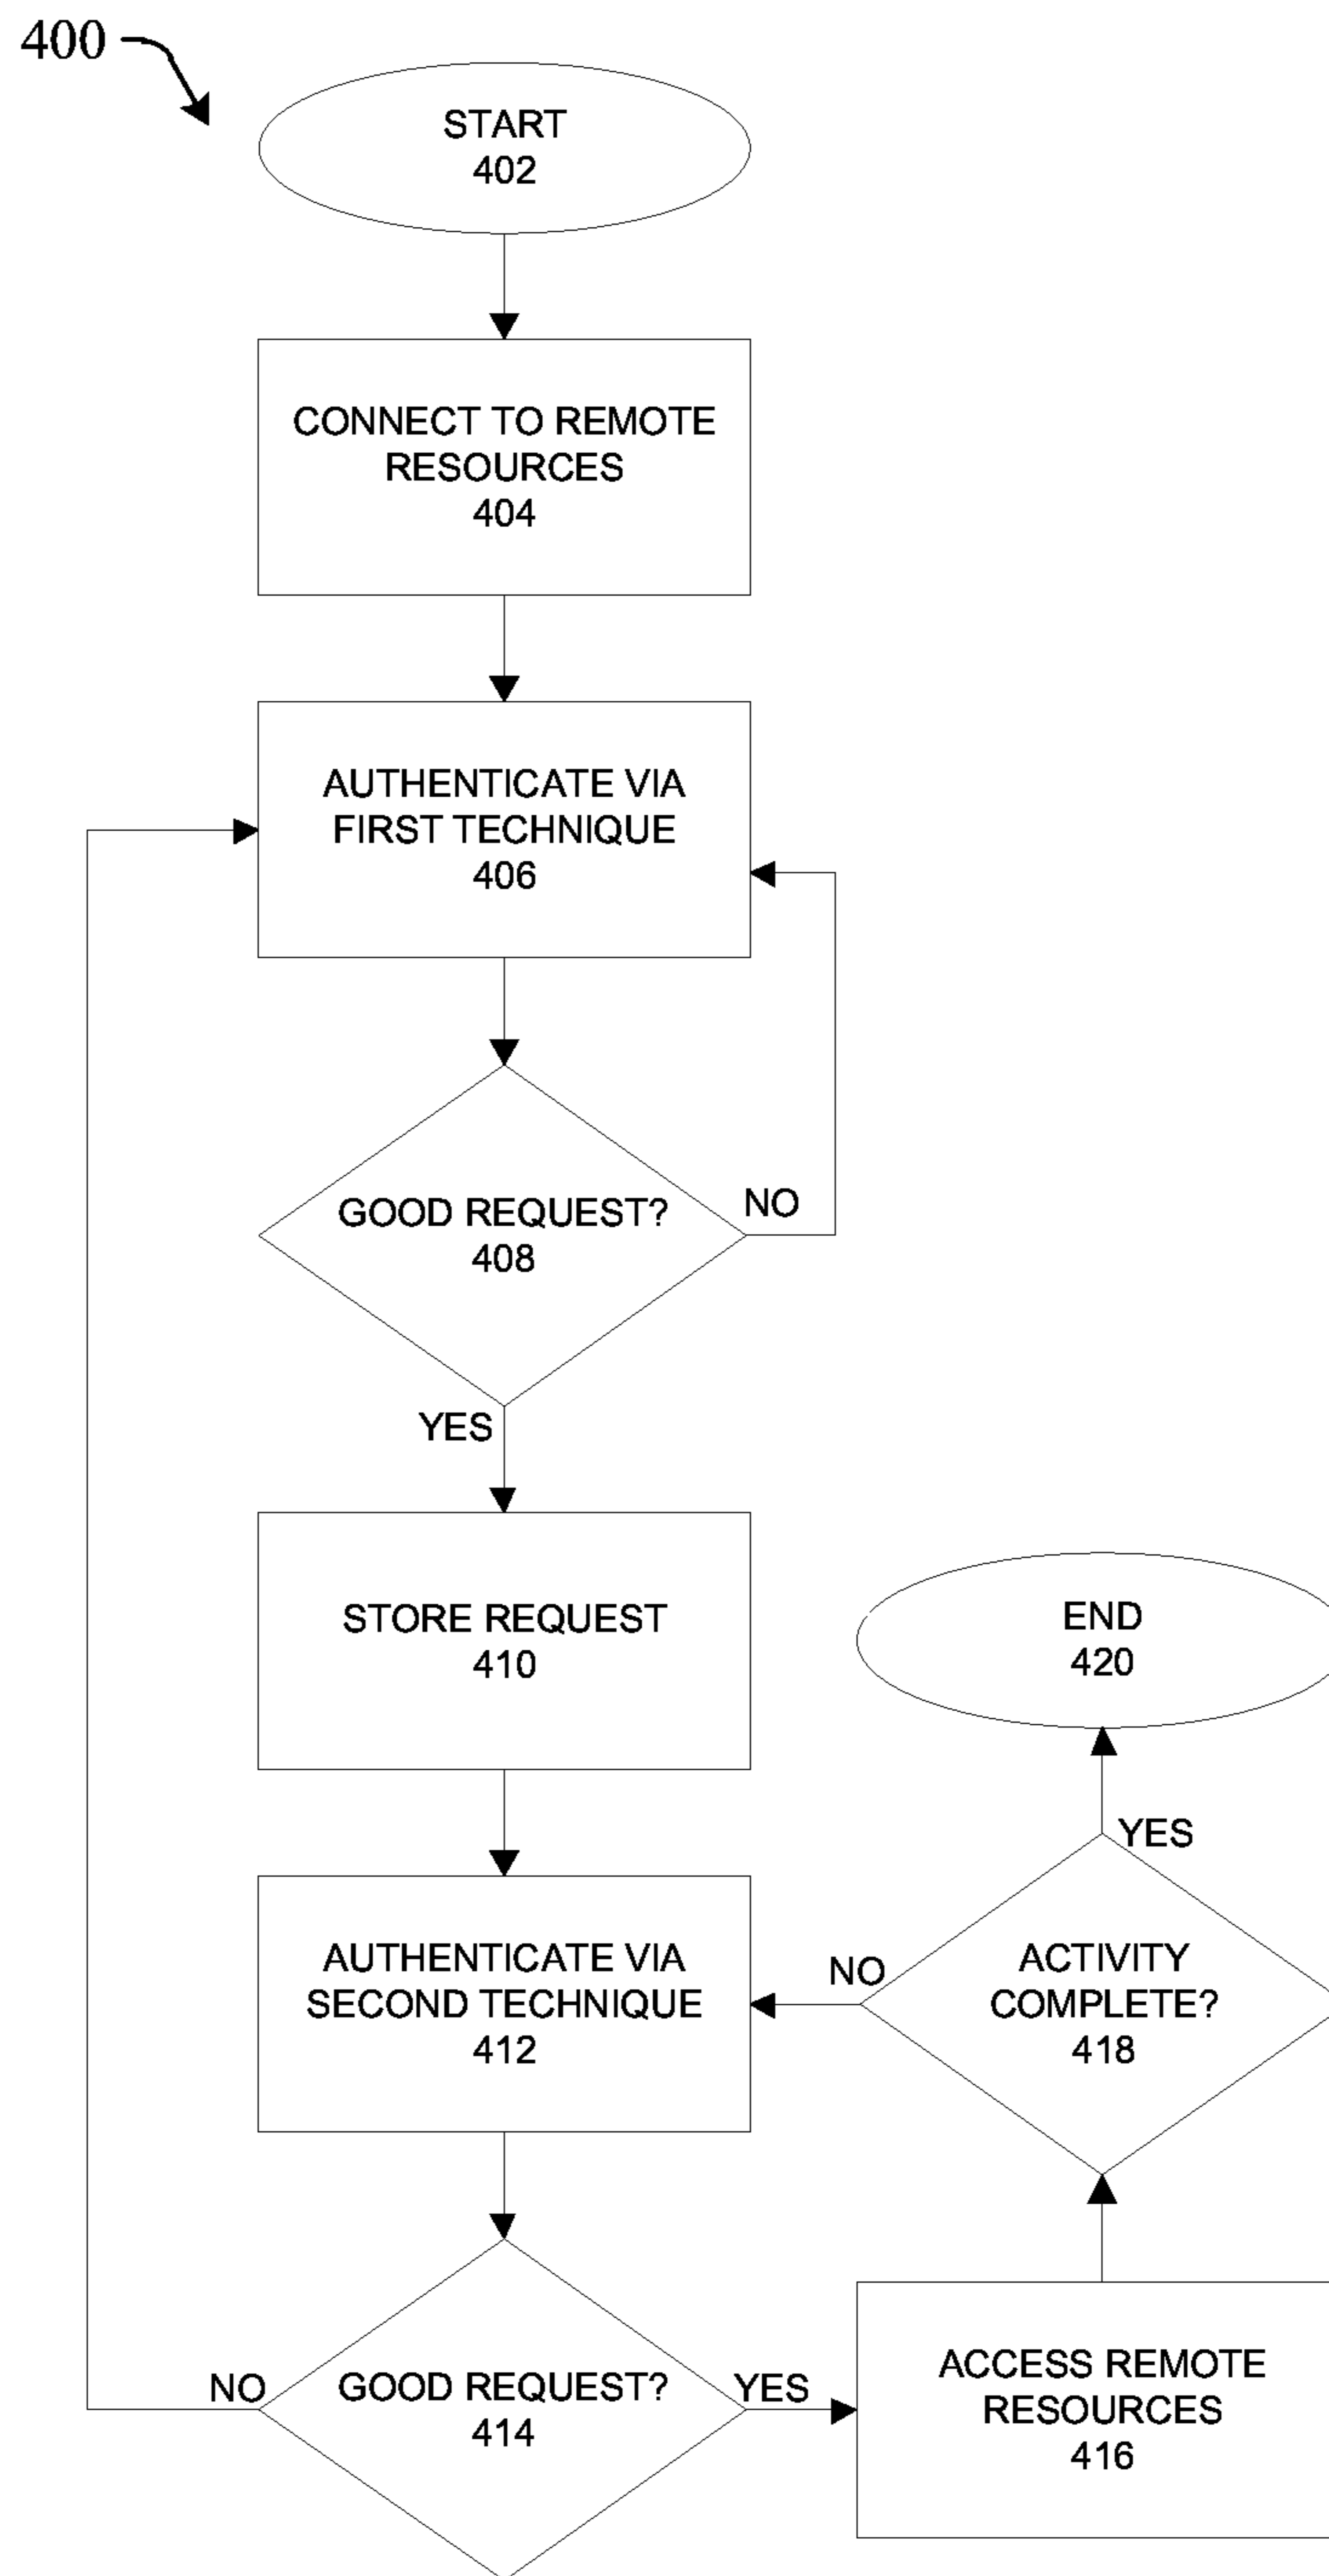 400
START
402
CONNECT TO REMOTE
RESOURCES
404
AUTHENTICATE VIA
FIRST TECHNIQUE
406
GOOD REQUEST?
408
NO
YES
STORE REQUEST
410
END
420
YES
AUTHENTICATE VIA
SECOND TECHNIQUE
412
NO
ACTIVITY
COMPLETE?
418
NO
GOOD REQUEST?
414
YES
ACCESS REMOTE
RESOURCES
416